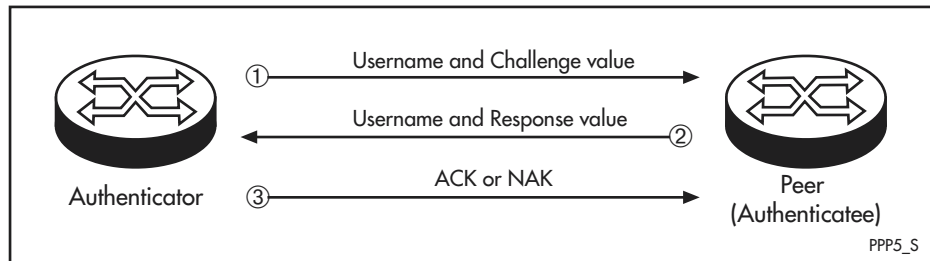 ① Username and Challenge value
Username and Response value ②
Authenticator
③ ACK or NAK
Peer
(Authenticatee)
PPP5_S